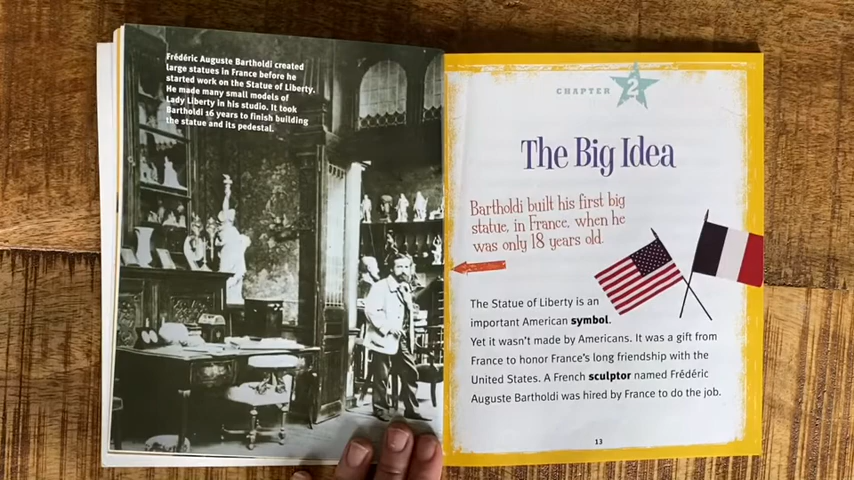 Frédéric Auguste Bartholdi created
large statues in France before he
started work on the Statue of Liberty.
He made many small models of
Lady Liberty in his studio. It took
Bartholdi 16 years to finish building
the statue and its pedestal.
CHAPTER 2
The Big Idea
Bartholdi built his first big
statue, in France, when he
was only 18 years old.
The Statue of Liberty is an
important American symbol.
Yet it wasn't made by Americans. It was a gift from
France to honor France's long friendship with the
United States. A French sculptor named Frédéric
Auguste Bartholdi was hired by France to do the job.
13